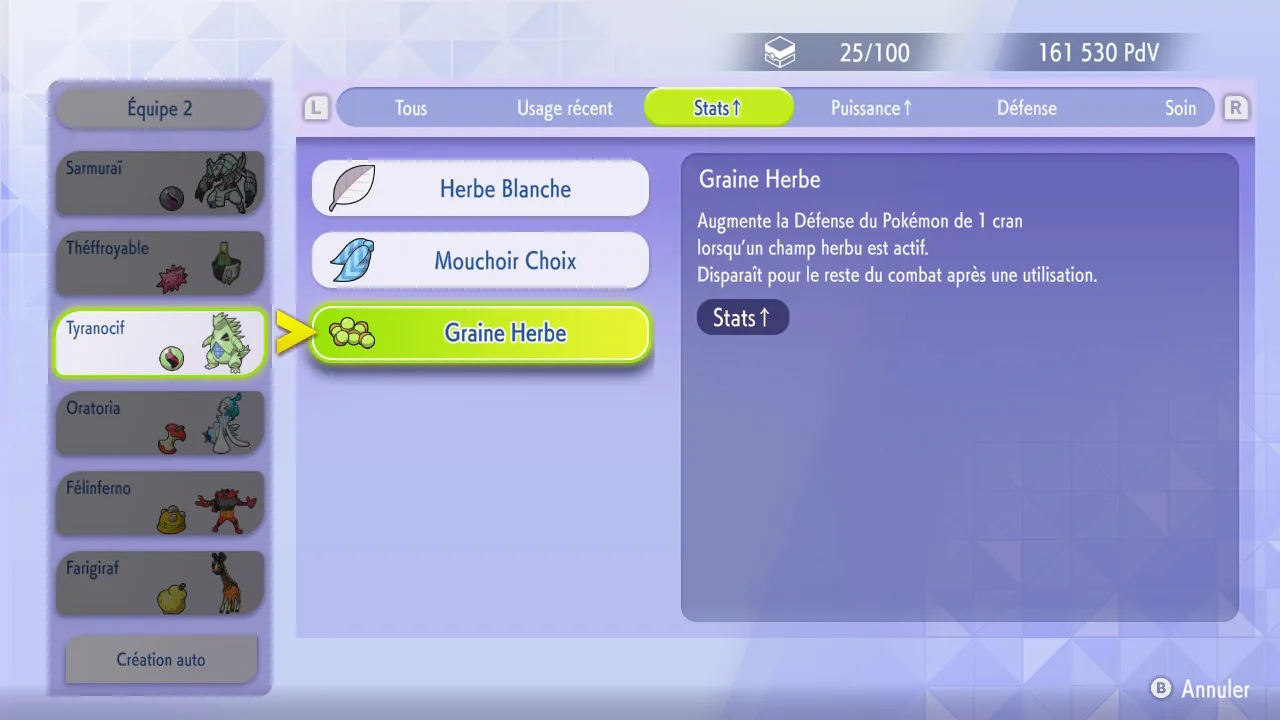 25/100
161 530 PdV
Équipe 2
L
Tous
Usage récent
Stats↑
Puissance↑
Défense
Soin
R
Sarmuraï
Théffroyable
Tyranocif
Oratoria
Félinferno
Farigiraf
Création auto
Herbe Blanche
Mouchoir Choix
Graine Herbe
Graine Herbe
Augmente la Défense du Pokémon de 1 cran
lorsqu'un champ herbu est actif.
Disparaît pour le reste du combat après une utilisation.
Stats↑
B Annuler